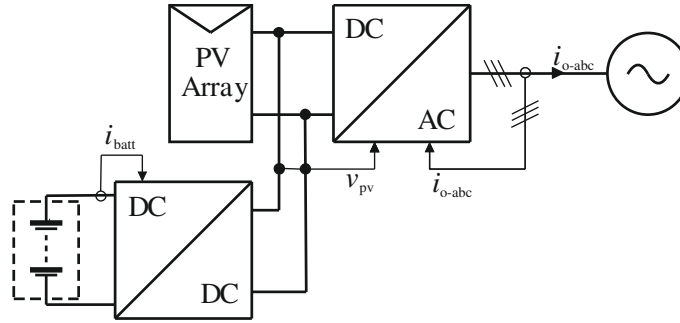 PV
Array
DC
AC
i_o-abc
i_batt
v_pv
i_o-abc
DC
DC